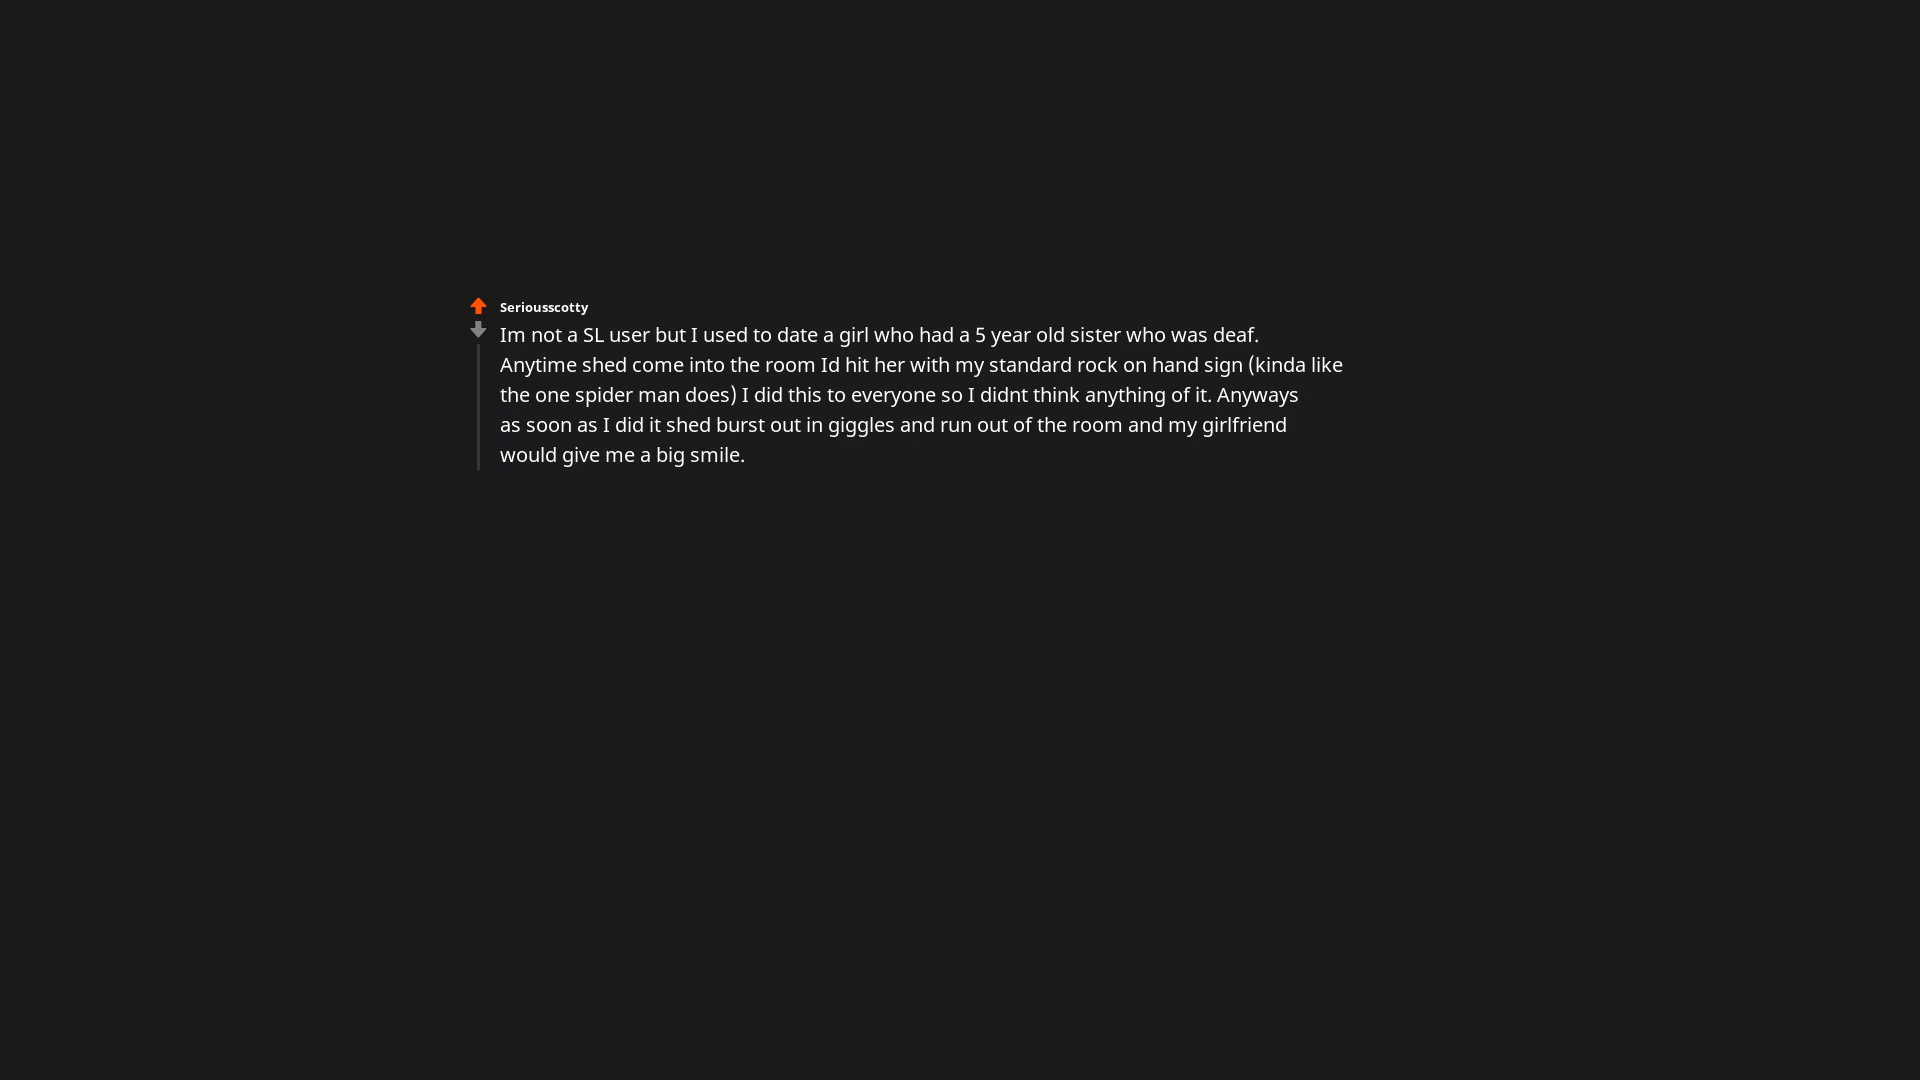 Seriousscotty
Im not a SL user but I used to date a girl who had a 5 year old sister who was deaf.
Anytime shed come into the room Id hit her with my standard rock on hand sign (kinda like
the one spider man does) I did this to everyone so I didnt think anything of it. Anyways
as soon as I did it shed burst out in giggles and run out of the room and my girlfriend
would give me a big smile.